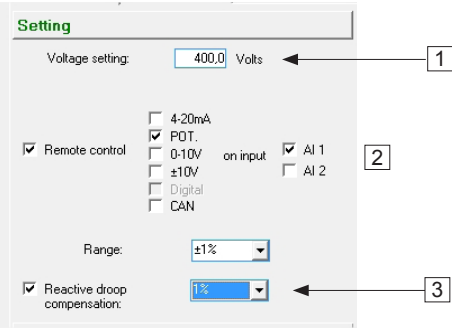 Setting
Voltage setting: 400,0 Volts
1
4-20mA
POT.
Remote control 0-10V on input AI 1
±10V AI 2
2
Digital
CAN
Range: ±1%
Reactive droop compensation: 1%
3